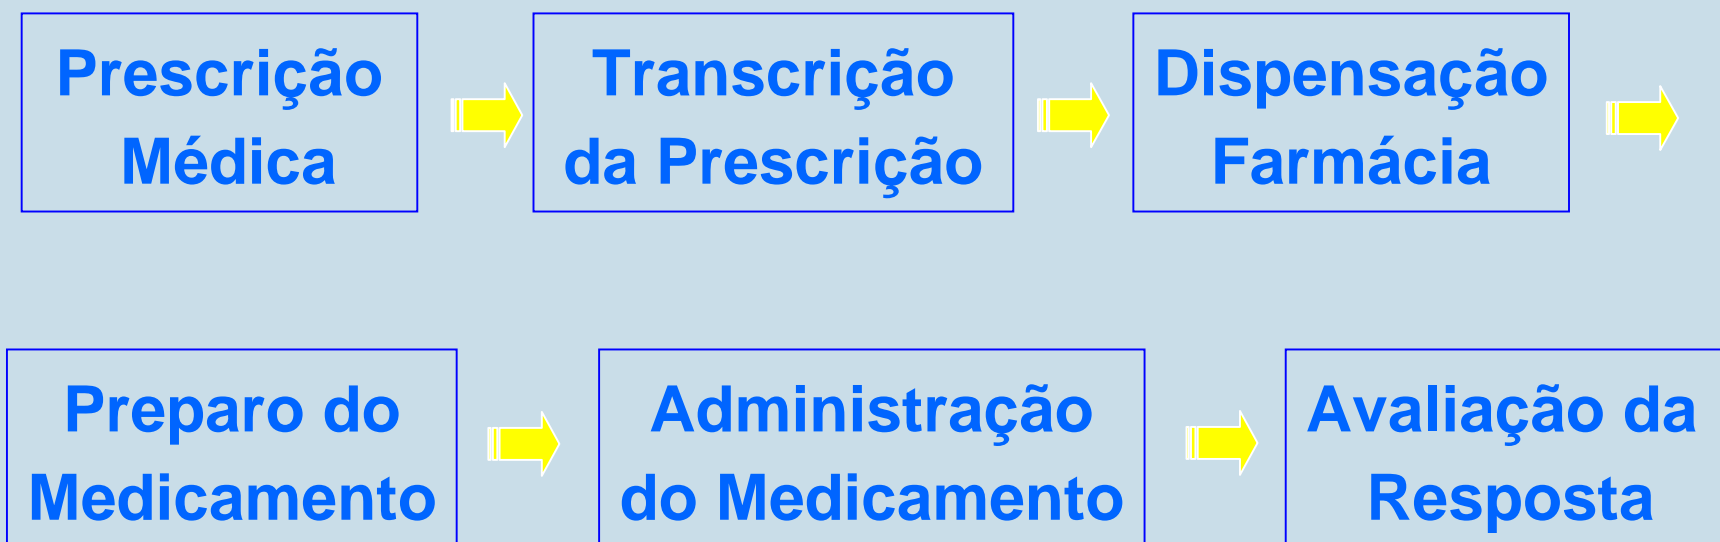 Prescrição
Médica
Transcrição
da Prescrição
Dispensação
Farmácia
Preparo do
Medicamento
Administração
do Medicamento
Avaliação da
Resposta